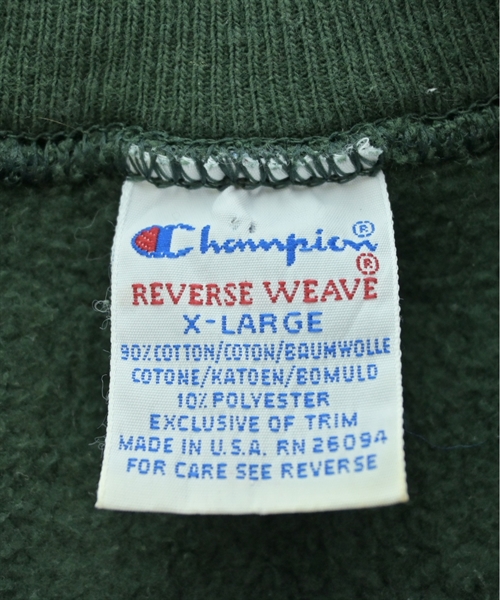 Champion®
REVERSE WEAVE®
X-LARGE
90% COTTON/COTON/BAUMWOLLE
COTONE/KATOEN/BOMULD
10% POLYESTER
EXCLUSIVE OF TRIM
MADE IN U.S.A. RN 26094
FOR CARE SEE REVERSE